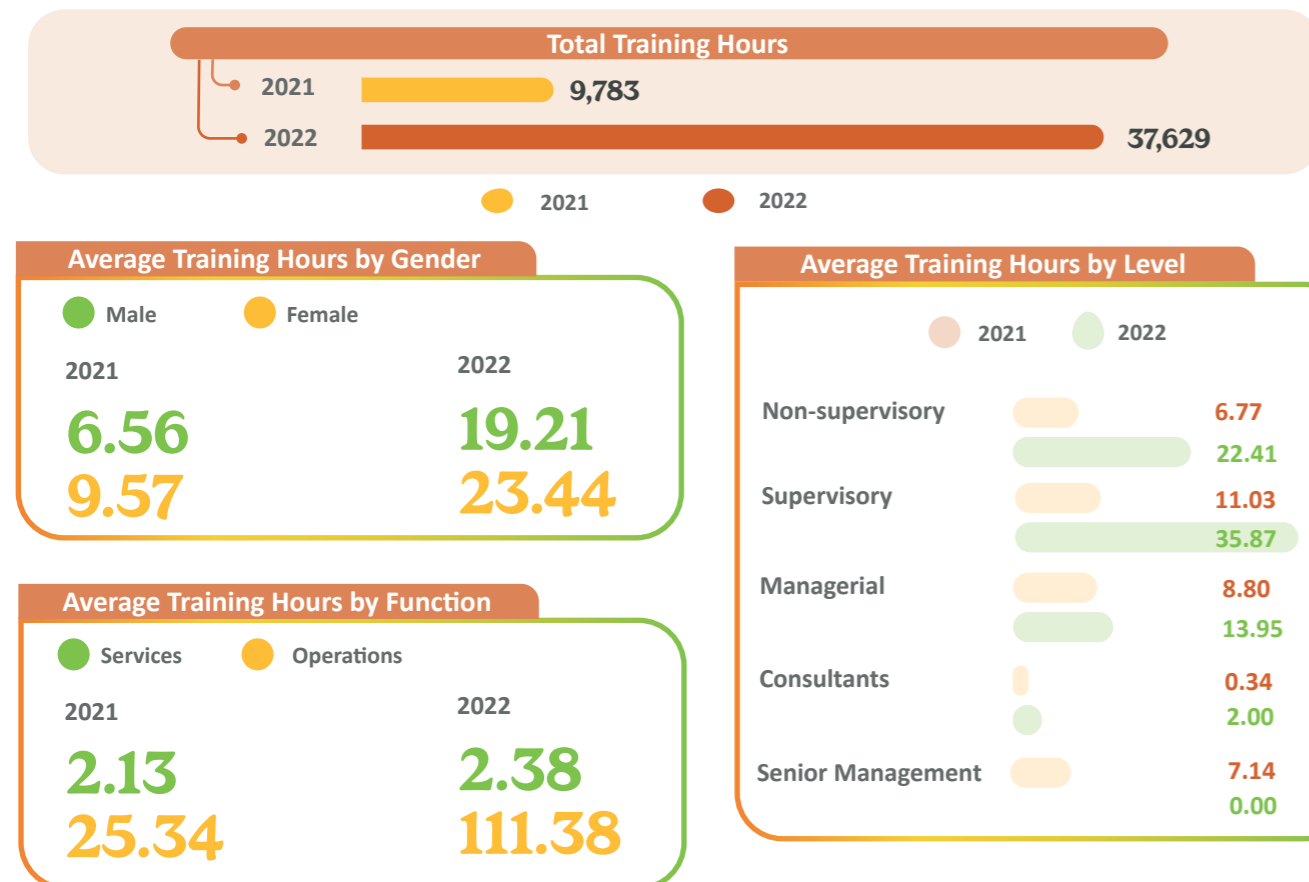 Total Training Hours
2021 9,783
2022 37,629
2021 2022
Average Training Hours by Gender
Male Female
2021 2022
6.56 19.21
9.57 23.44
Average Training Hours by Function
Services Operations
2021 2022
2.13 2.38
25.34 111.38
Average Training Hours by Level
2021 2022
Non-supervisory 6.77
22.41
Supervisory 11.03
35.87
Managerial 8.80
13.95
Consultants 0.34
2.00
Senior Management 7.14
0.00